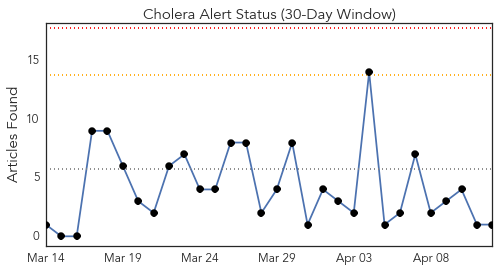 Cholera Alert Status (30-Day Window)
Articles Found
15
10
5
0
Mar 14 Mar 19 Mar 24 Mar 29 Apr 03 Apr 08